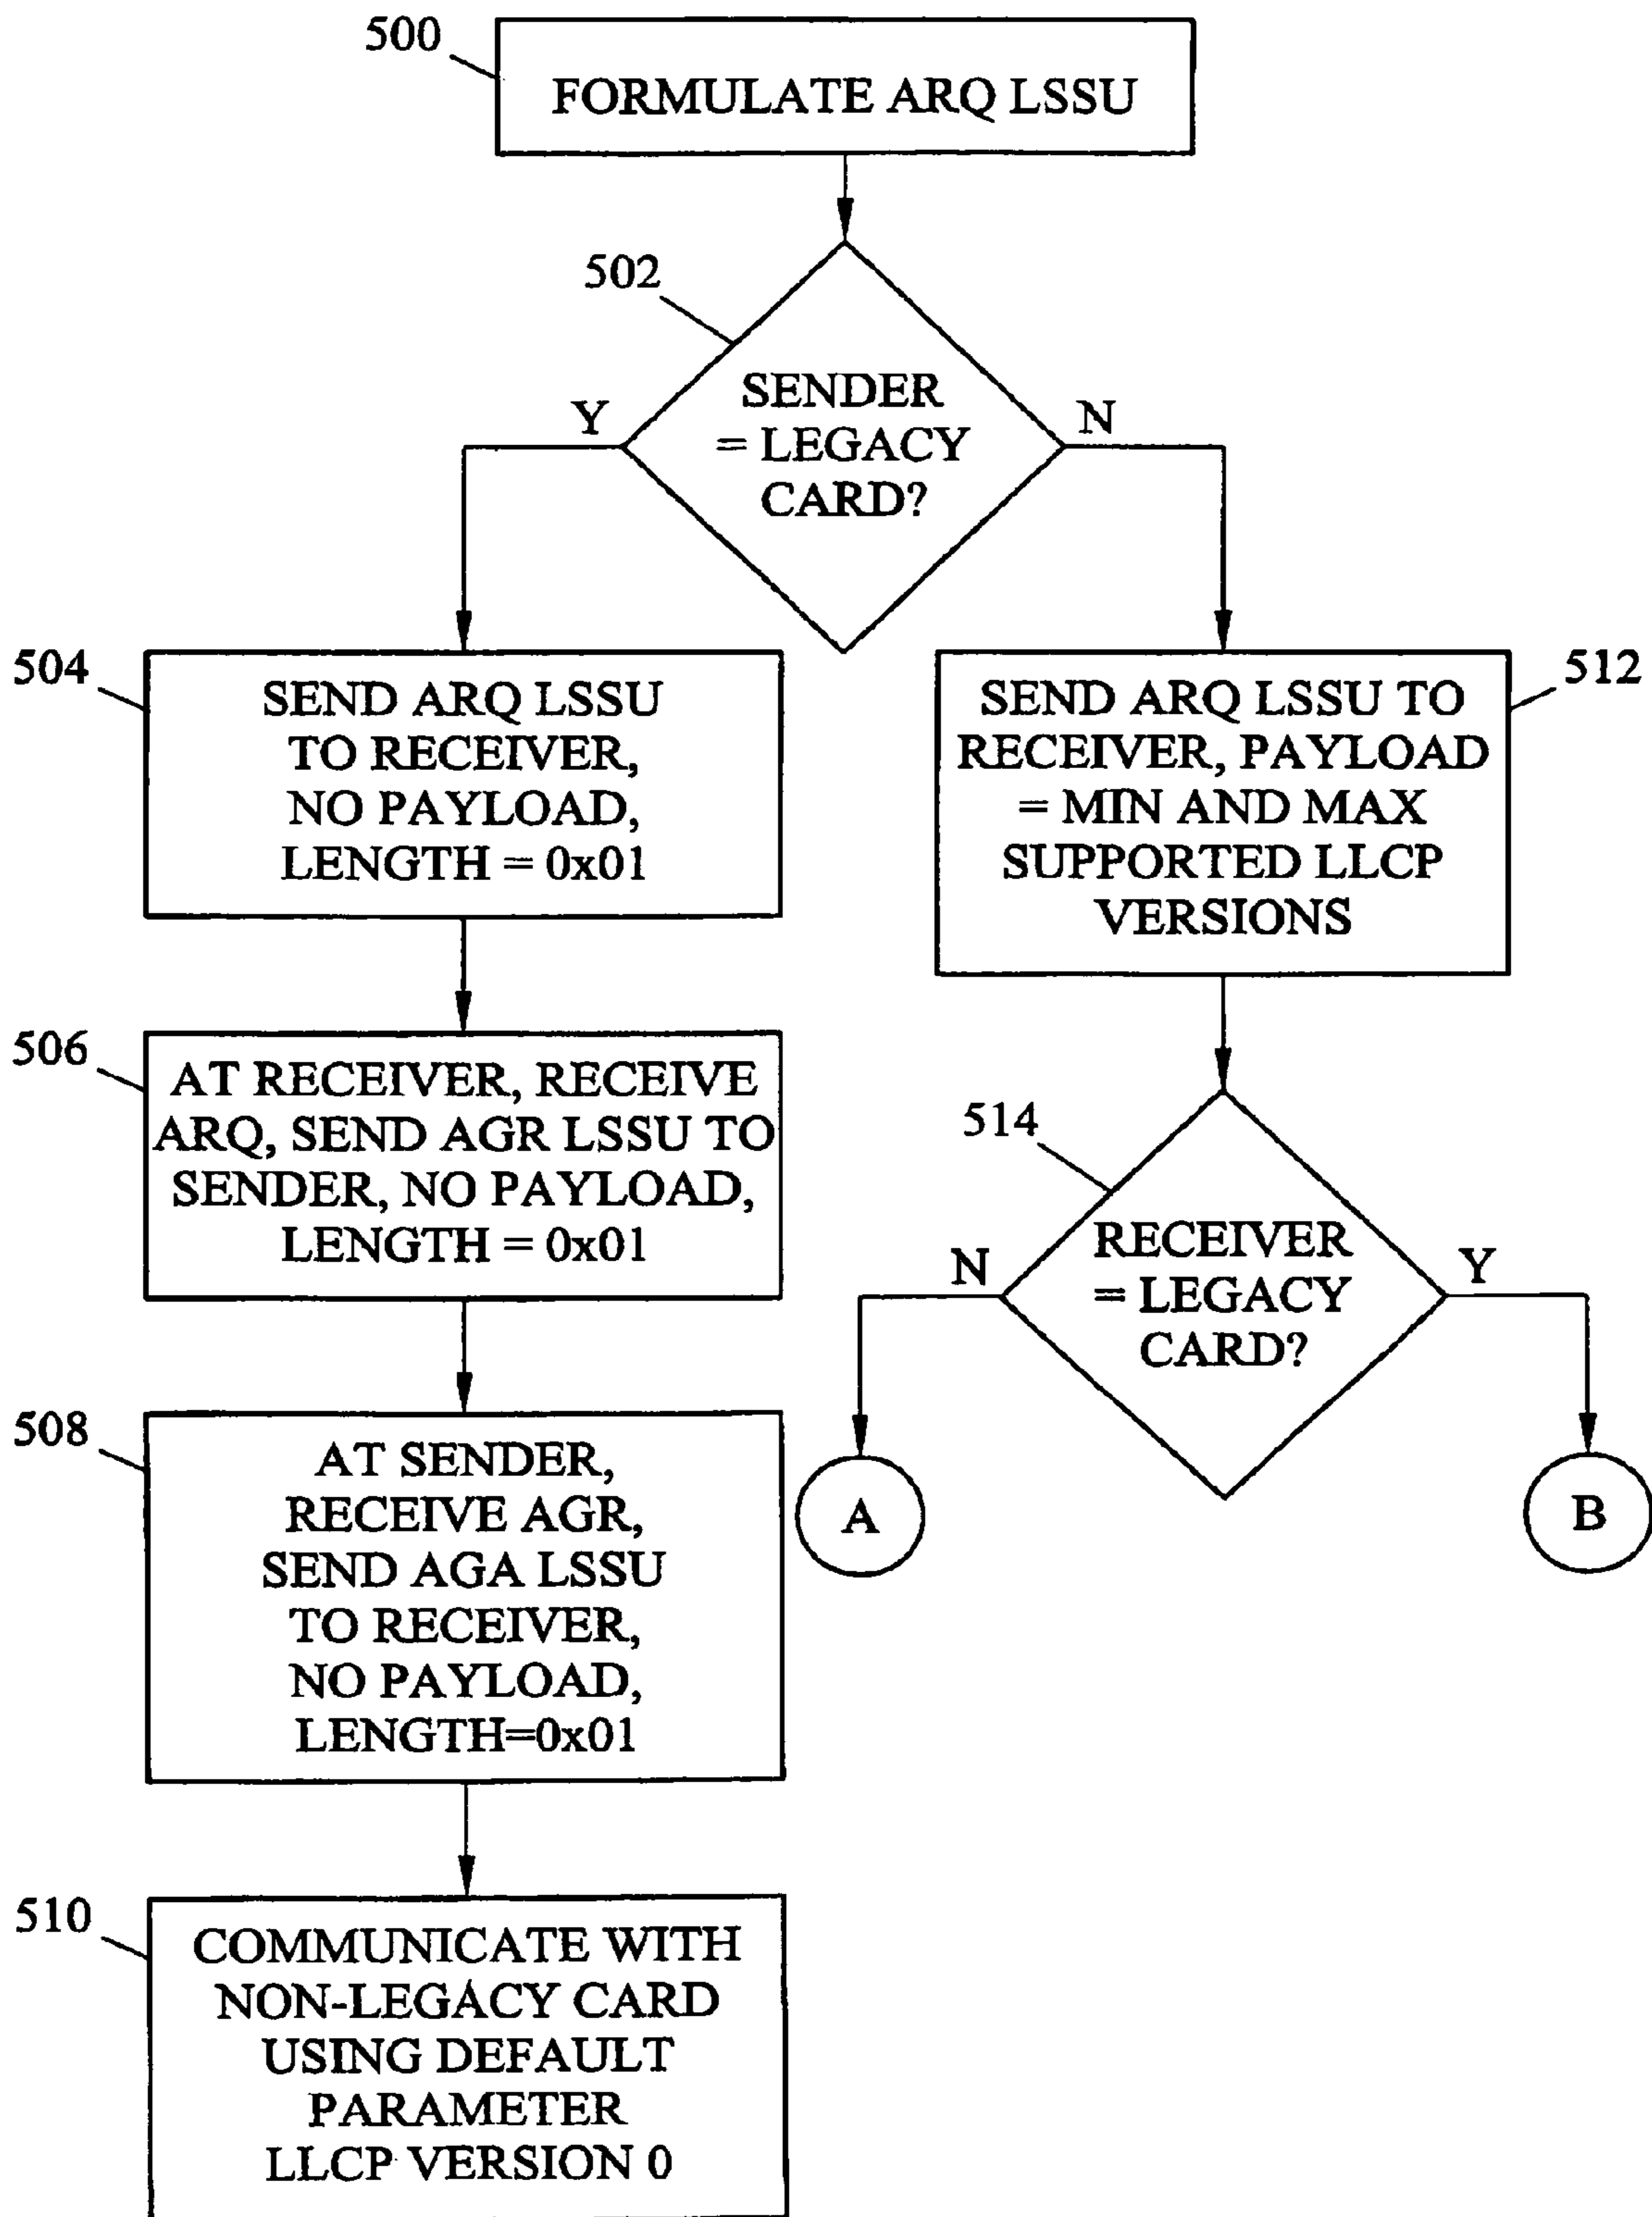 500
FORMULATE ARQ LSSU
502
SENDER
= LEGACY
CARD?
Y
N
504
SEND ARQ LSSU
TO RECEIVER,
NO PAYLOAD,
LENGTH = 0x01
512
SEND ARQ LSSU TO
RECEIVER, PAYLOAD
= MIN AND MAX
SUPPORTED LLCP
VERSIONS
506
AT RECEIVER, RECEIVE
ARQ, SEND AGR LSSU TO
SENDER, NO PAYLOAD,
LENGTH = 0x01
514
RECEIVER
= LEGACY
CARD?
N
Y
508
AT SENDER,
RECEIVE AGR,
SEND AGA LSSU
TO RECEIVER,
NO PAYLOAD,
LENGTH=0x01
A
B
510
COMMUNICATE WITH
NON-LEGACY CARD
USING DEFAULT
PARAMETER
LLCP VERSION 0